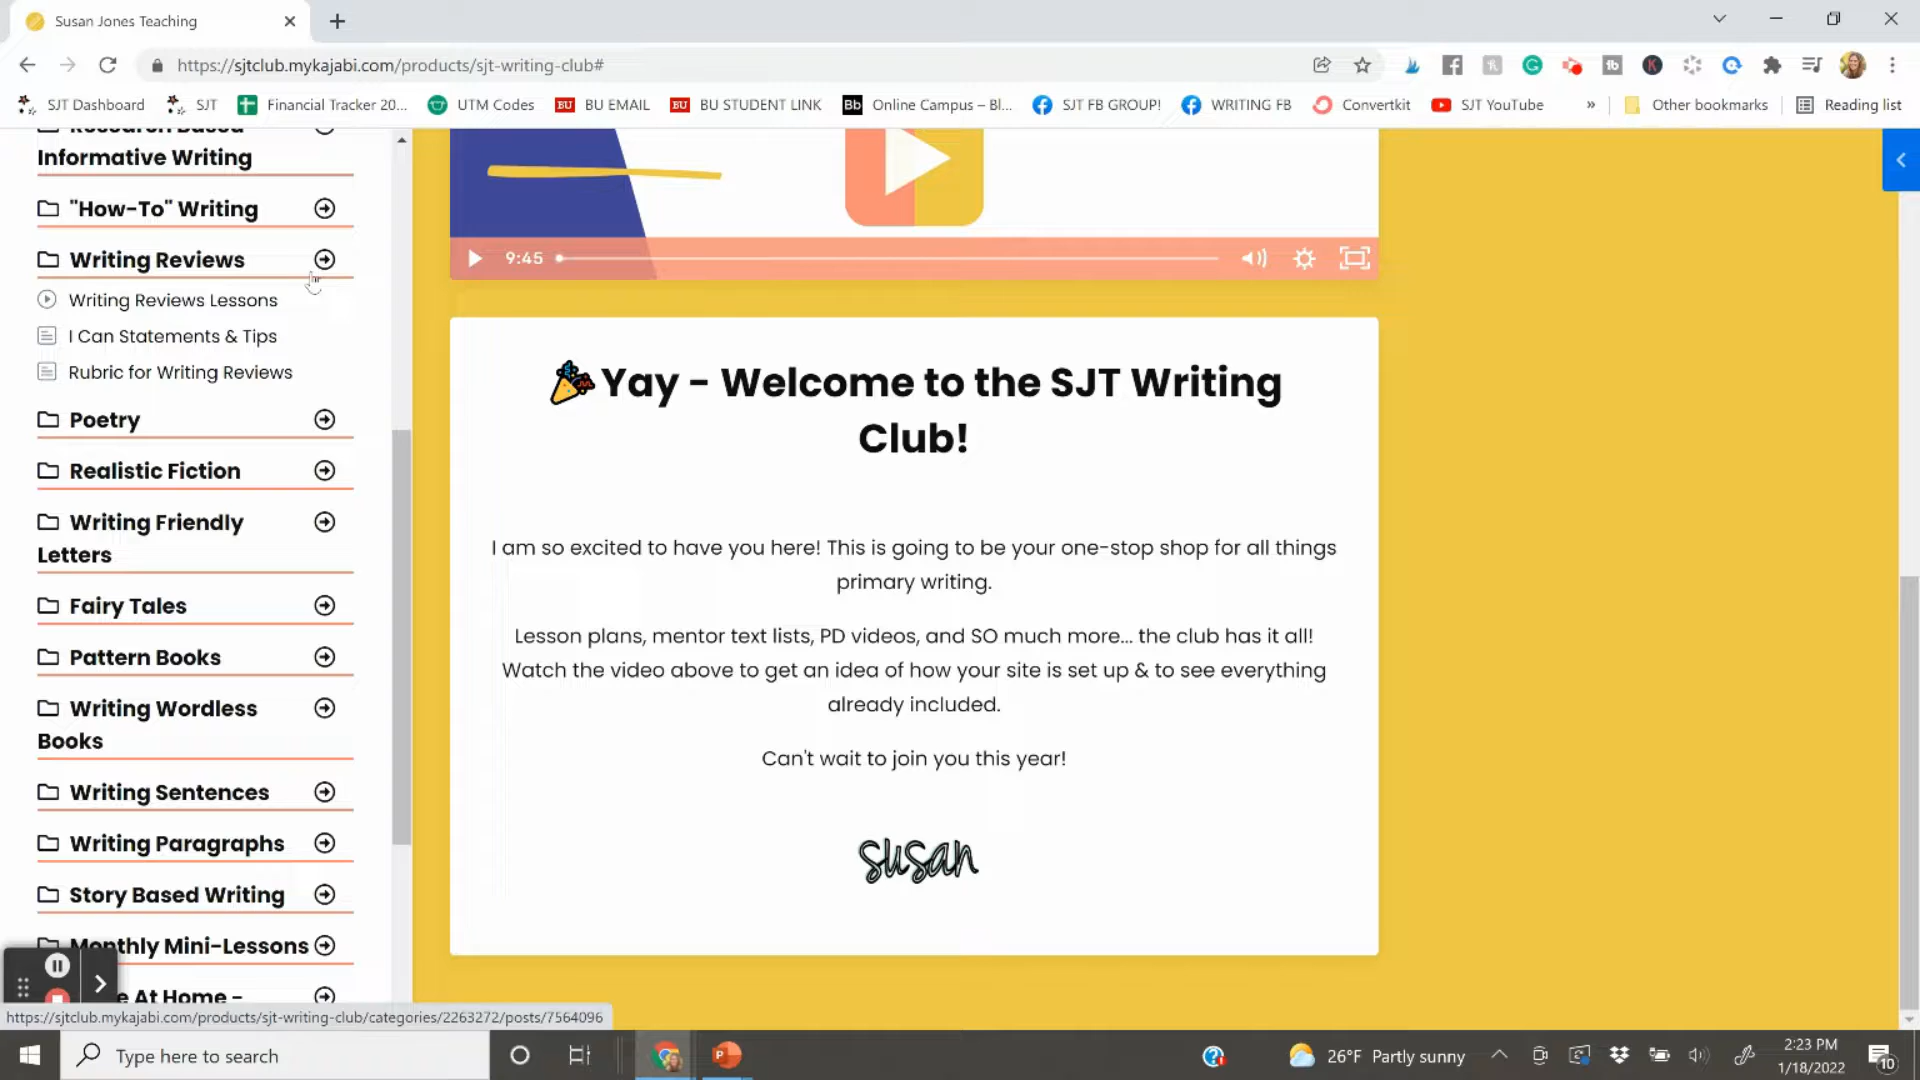 Susan Jones Teaching
https://sjtclub.mykajabi.com/products/sjt-writing-club#
SJT Dashboard
SJT
Financial Tracker 20...
UTM Codes
BU EMAIL
BU STUDENT LINK
Online Campus – Bl...
SJT FB GROUP!
WRITING FB
Convertkit
SJT YouTube
»
Other bookmarks
Reading list
Research Based
Informative Writing
"How-To" Writing
Writing Reviews
Writing Reviews Lessons
I Can Statements & Tips
Rubric for Writing Reviews
Poetry
Realistic Fiction
Writing Friendly
Letters
Fairy Tales
Pattern Books
Writing Wordless
Books
Writing Sentences
Writing Paragraphs
Story Based Writing
Monthly Mini-Lessons
At Home -
9:45
Yay - Welcome to the SJT Writing
Club!
I am so excited to have you here! This is going to be your one-stop shop for all things
primary writing.
Lesson plans, mentor text lists, PD videos, and SO much more... the club has it all!
Watch the video above to get an idea of how your site is set up & to see everything
already included.
Can't wait to join you this year!
susan
https://sjtclub.mykajabi.com/products/sjt-writing-club/categories/2263272/posts/7564096
Type here to search
26°F Partly sunny
2:23 PM
1/18/2022
10